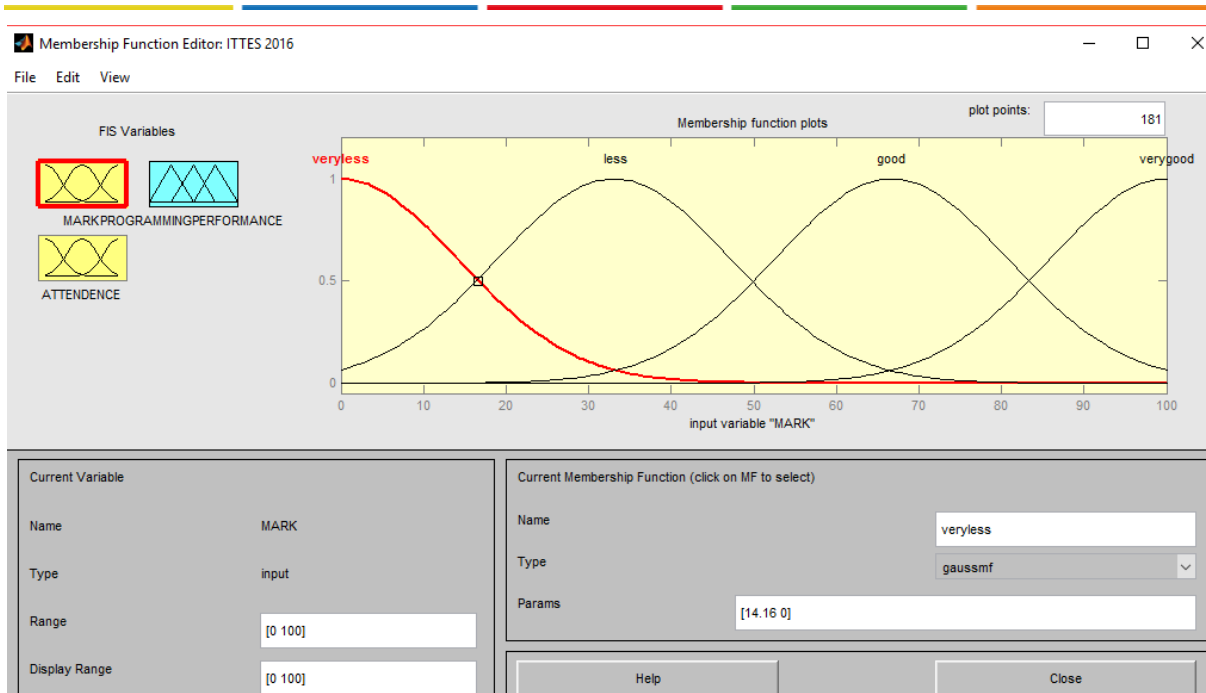 Membership Function Editor: ITTES 2016
File Edit View
FIS Variables
MARKPROGRAMMINGPERFORMANCE
ATTENDENCE
Membership function plots
plot points:
181
veryless
less
good
verygood
1
0.5
0
0 10 20 30 40 50 60 70 80 90 100
input variable "MARK"
Current Variable
Name MARK
Type input
Range [0 100]
Display Range [0 100]
Current Membership Function (click on MF to select)
Name veryless
Type gaussmf
Params [14.16 0]
Help
Close